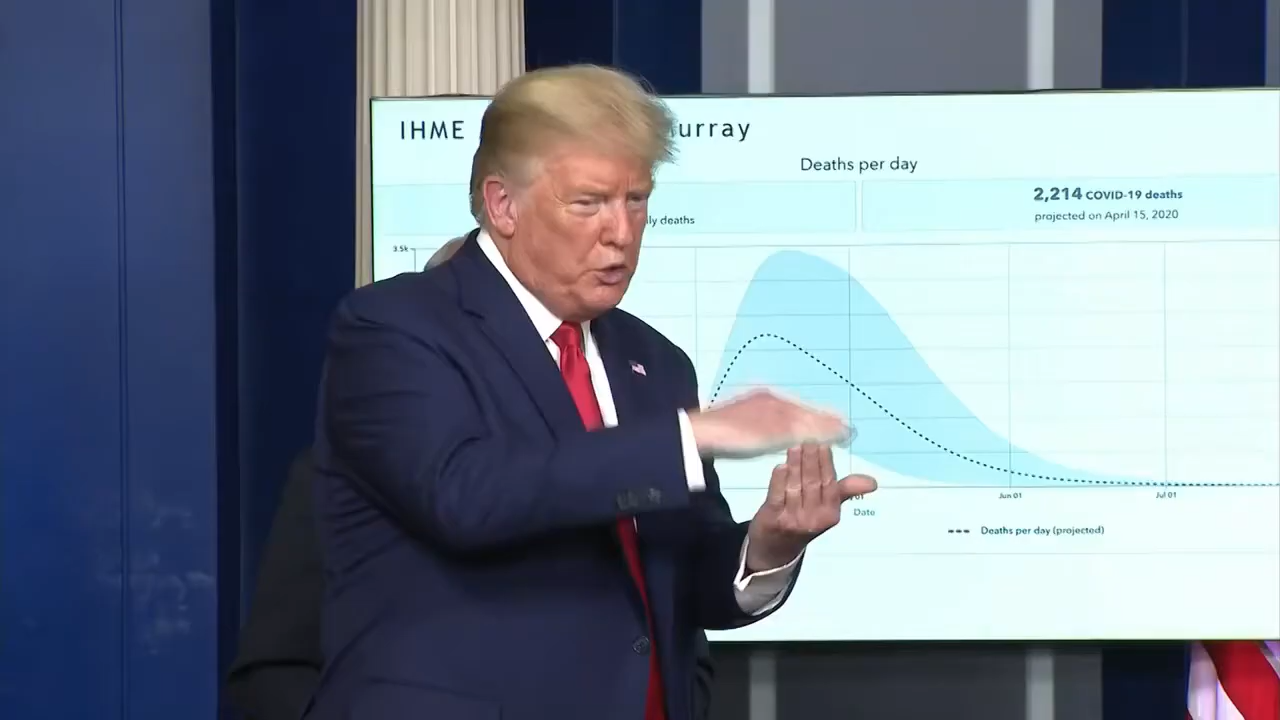 IHME urray
Deaths per day
2,214 COVID-19 deaths
ily deaths
projected on April 15, 2020
3.5k
Jun 01
Jul 01
Date
Deaths per day (projected)